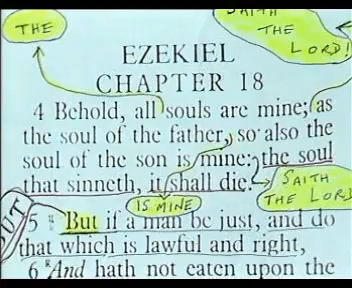 THE
SAITH
THE
LORD!
EZEKIEL
CHAPTER 18
4 Behold, all souls are mine; as
the soul of the father, so also the
soul of the son is mine: the soul
that sinneth, it shall die.
IS MINE
SAITH
THE LORD
BUT
5 But if a man be just, and do
that which is lawful and right,
6 And hath not eaten upon the